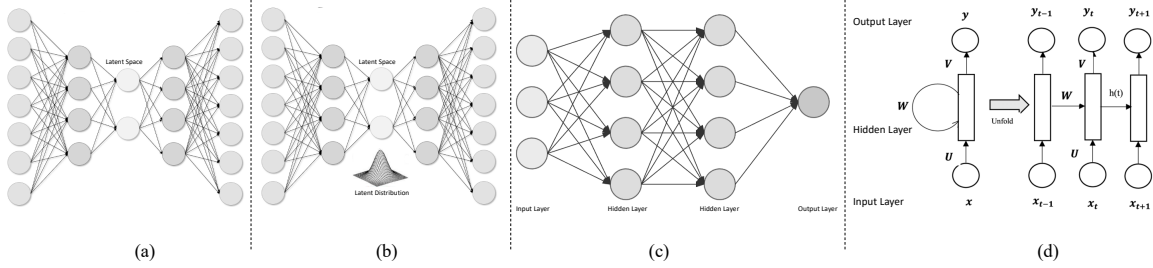 Latent Space
(a)
Latent Space
Latent Distribution
(b)
Input Layer
Hidden Layer
Hidden Layer
Output Layer
(c)
Output Layer
y
y_{t-1}
y_t
y_{t+1}
V
V
W
W
h(t)
Unfold
Hidden Layer
U
U
Input Layer
x
x_{t-1}
x_t
x_{t+1}
(d)